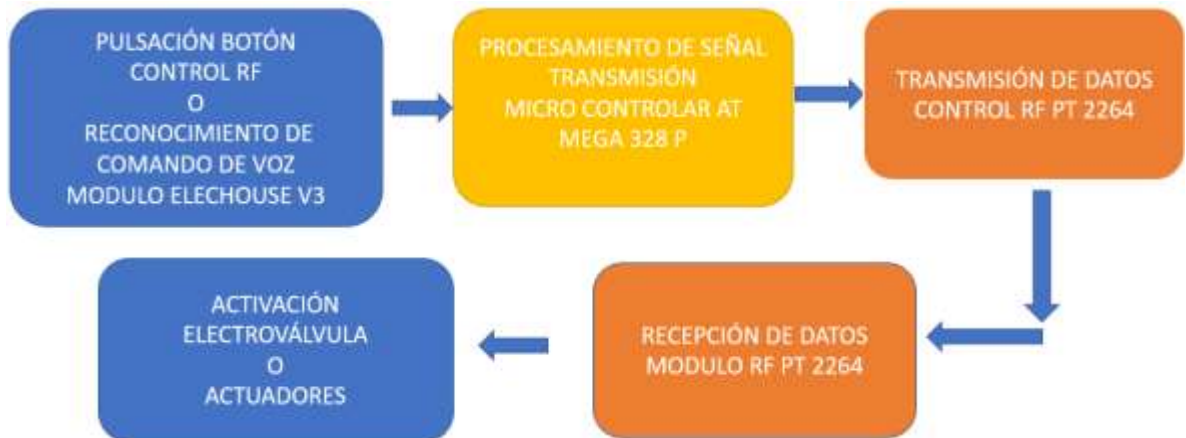 PULSACIÓN BOTÓN
CONTROL RF
O
RECONOCIMIENTO DE
COMANDO DE VOZ
MODULO ELECHOUSE V3
PROCESAMIENTO DE SEÑAL
TRANSMISIÓN
MICRO CONTROLAR AT
MEGA 328 P
TRANSMISIÓN DE DATOS
CONTROL RF PT 2264
RECEPCIÓN DE DATOS
MODULO RF PT 2264
ACTIVACIÓN
ELECTROVÁLVULA
O
ACTUADORES